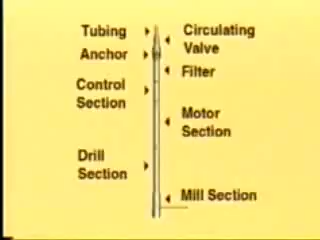 Tubing
Circulating
Valve
Anchor
Filter
Control
Section
Motor
Section
Drill
Section
Mill Section